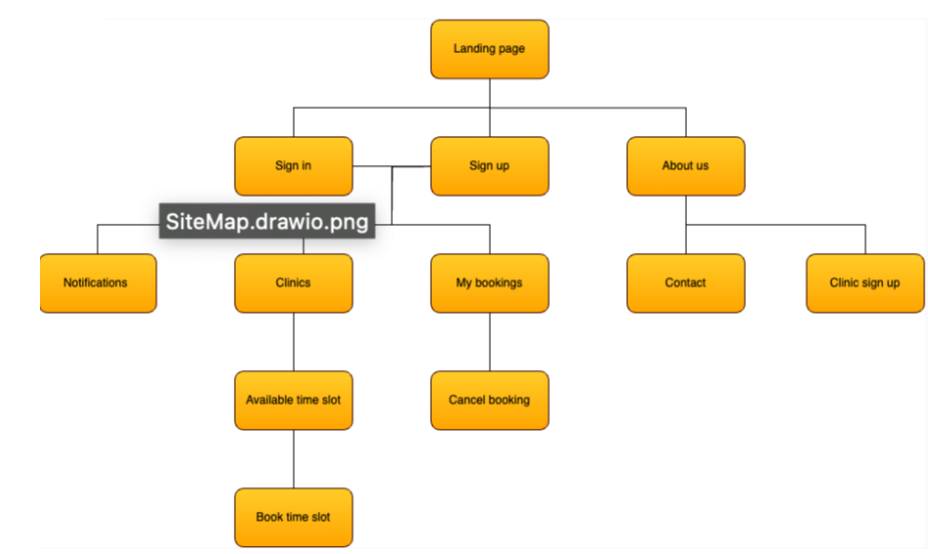 Landing page
Sign in
Sign up
About us
SiteMap.drawio.png
Notifications
Clinics
My bookings
Contact
Clinic sign up
Available time slot
Cancel booking
Book time slot